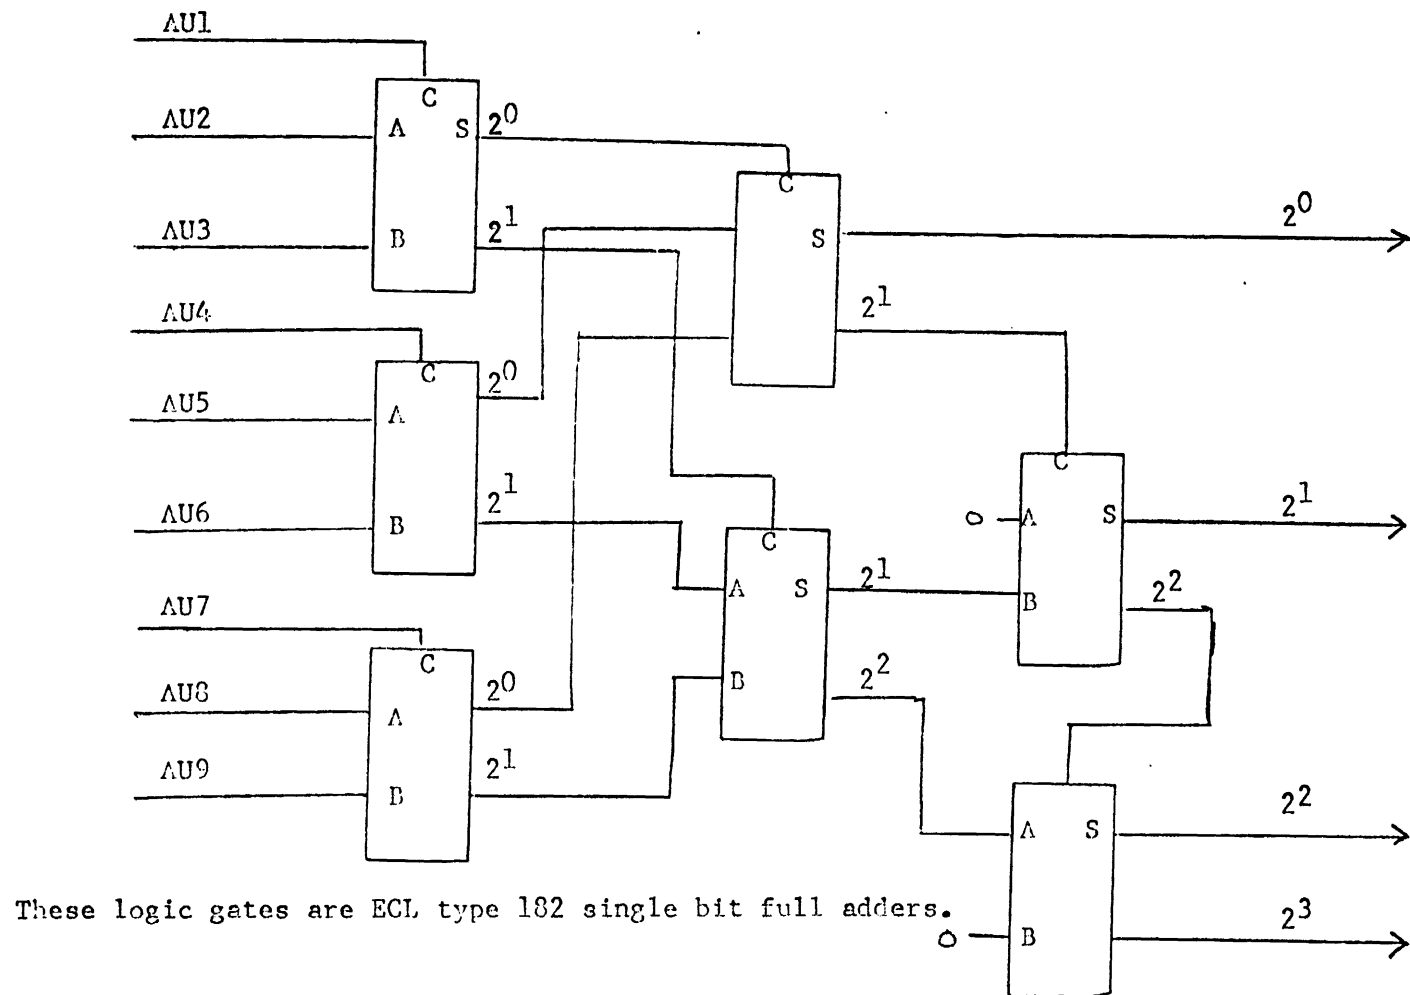 AU1
C
AU2
A S 2^0
C
2^0
AU3
B 2^1
S
AU4
2^1
C
2^0
AU5
A
C
2^1
AU6
B 2^1
0 A S
C
2^1
A S
B 2^2
AU7
C
2^2
B
AU8
A 2^0
AU9
B 2^1
2^2
A S
These logic gates are ECL type 182 single bit full adders.
2^3
0 B